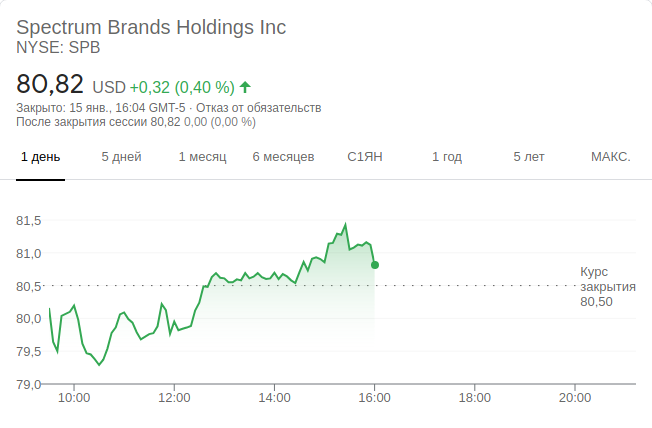 Spectrum Brands Holdings Inc
NYSE: SPB
80,82 USD +0,32 (0,40 %)
Закрыто: 15 янв., 16:04 GMT-5 · Отказ от обязательств
После закрытия сессии 80,82 0,00 (0,00 %)
1 день 5 дней 1 месяц 6 месяцев С1ЯН 1 год 5 лет МАКС.
81,5
81,0
80,5
80,0
79,5
79,0
Курс
закрытия
80,50
10:00 12:00 14:00 16:00 18:00 20:00